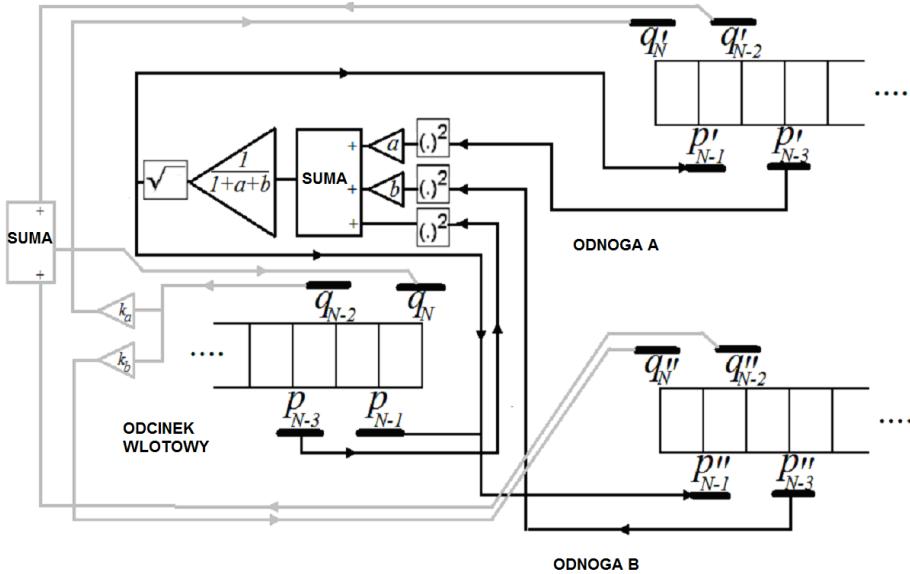 q'N q'N-2
....
p'N-1 p'N-3
a (.)²
1/1+a+b
√
SUMA
+
+
+
b (.)²
(.)²
ODNOGA A
+
SUMA
+
ka
qN-2 qN
kb
....
q''N q''N-2
pN-3 pN-1
ODCINEK
WLOTOWY
....
p''N-1 p''N-3
ODNOGA B